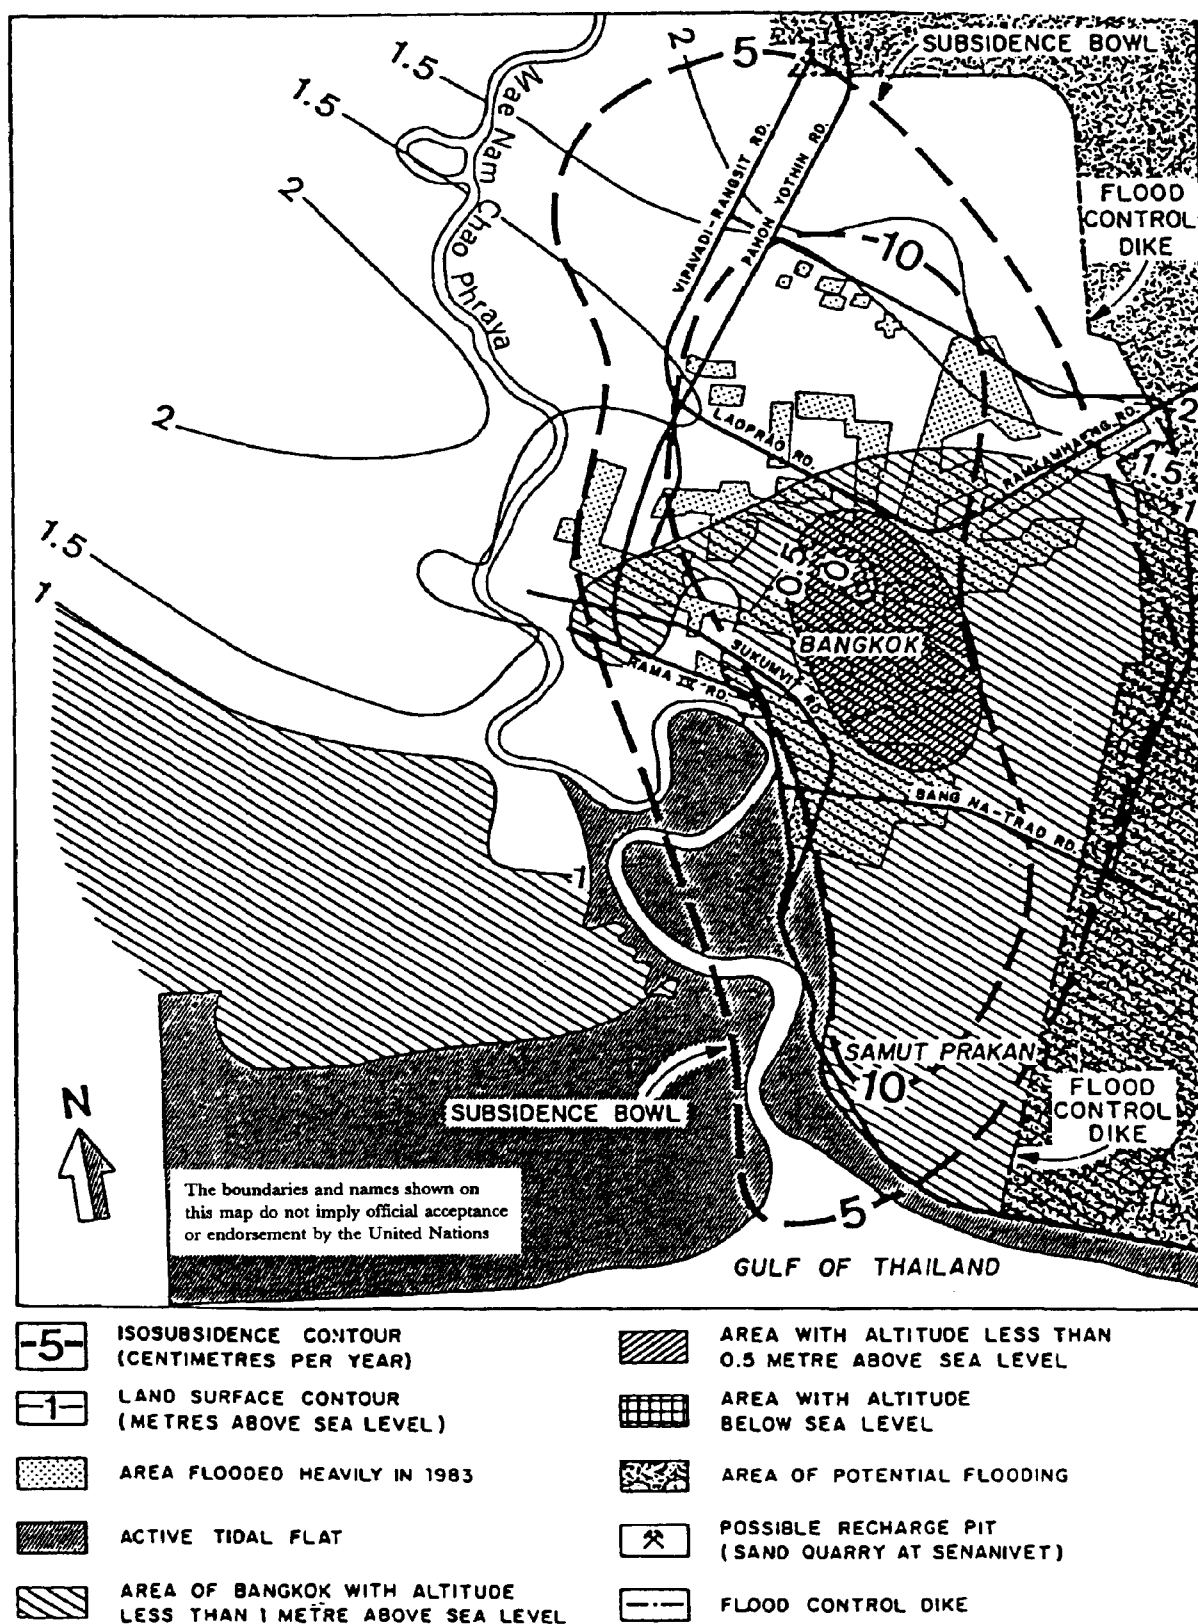 5
SUBSIDENCE BOWL
2
1.5
1.5
Mae Nam Chao Phraya
VIPAVADI-RANGSIT RD.
PAHON YOTHIN RD.
2
FLOOD
CONTROL
DIKE
-10
2
LAOPRAO RD.
RAMKAMHAENG RD.
2
1.5
1
1.5
1
0.5
0
BANGKOK
SUKUMVIT RD.
RAMA IV RD.
BANG NA-TRAD RD.
1
SAMUT PRAKAN
10
FLOOD
CONTROL
DIKE
SUBSIDENCE BOWL
N
The boundaries and names shown on
this map do not imply official acceptance
or endorsement by the United Nations
5
GULF OF THAILAND
-5-
ISOSUBSIDENCE CONTOUR
(CENTIMETRES PER YEAR)
-1-
LAND SURFACE CONTOUR
(METRES ABOVE SEA LEVEL)
AREA FLOODED HEAVILY IN 1983
ACTIVE TIDAL FLAT
AREA OF BANGKOK WITH ALTITUDE
LESS THAN 1 METRE ABOVE SEA LEVEL
AREA WITH ALTITUDE LESS THAN
0.5 METRE ABOVE SEA LEVEL
AREA WITH ALTITUDE
BELOW SEA LEVEL
AREA OF POTENTIAL FLOODING
POSSIBLE RECHARGE PIT
(SAND QUARRY AT SENANIVET)
FLOOD CONTROL DIKE